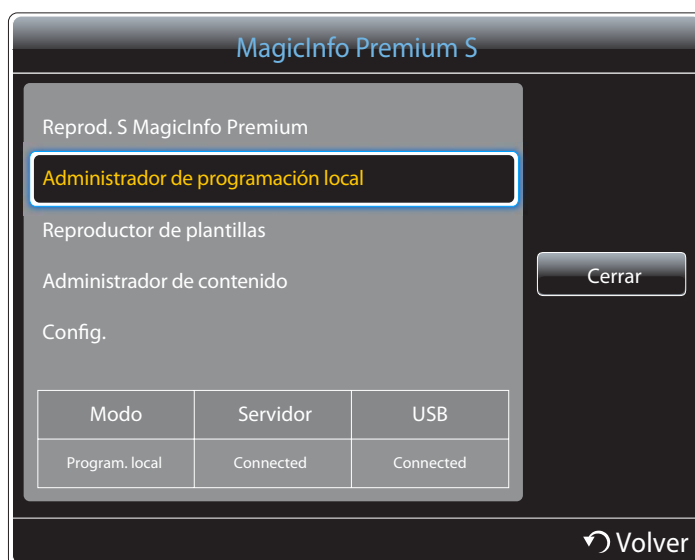 MagicInfo Premium S
Reprod. S MagicInfo Premium
Administrador de programación local
Reproductor de plantillas
Administrador de contenido
Config.
Cerrar
Modo Servidor USB
Program. local Connected Connected
Volver